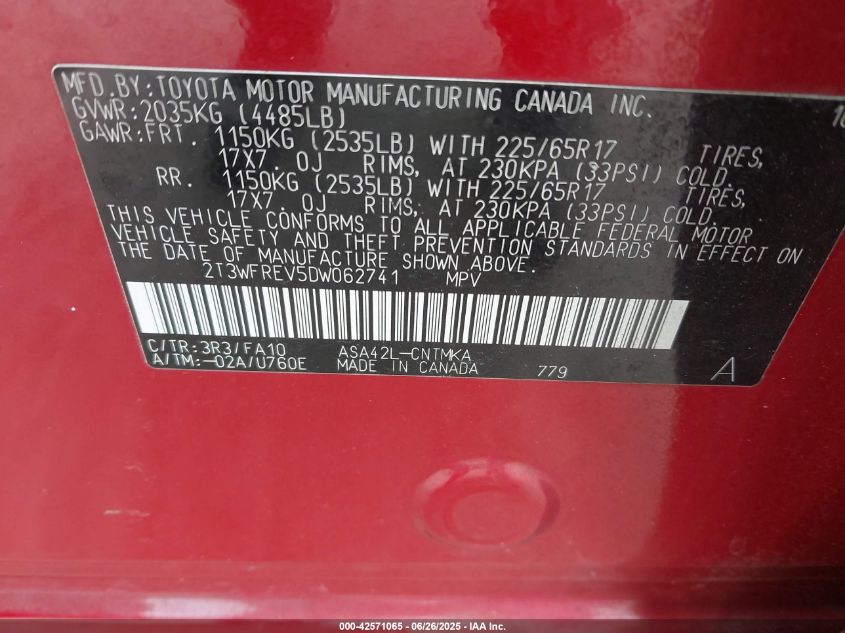 MFD. BY: TOYOTA MOTOR MANUFACTURING CANADA INC.
GVWR: 2035KG (4485LB)
GAWR: FRT. 1150KG (2535LB) WITH 225/65R17 TIRES,
17X7. OJ RIMS, AT 230KPA (33PSI) COLD.
RR. 1150KG (2535LB) WITH 225/65R17 TIRES,
17X7. OJ RIMS, AT 230KPA (33PSI) COLD.
THIS VEHICLE CONFORMS TO ALL APPLICABLE FEDERAL MOTOR
VEHICLE SAFETY AND THEFT PREVENTION STANDARDS IN EFFECT ON
THE DATE OF MANUFACTURE SHOWN ABOVE.
2T3WFREV5DW062741 MPV
C/TR: 3R3/FA10 ASA42L-CNTMKA
A/TM: -02A/U760E MADE IN CANADA 779 A
000-42571065 - 06/26/2025 - IAA Inc.